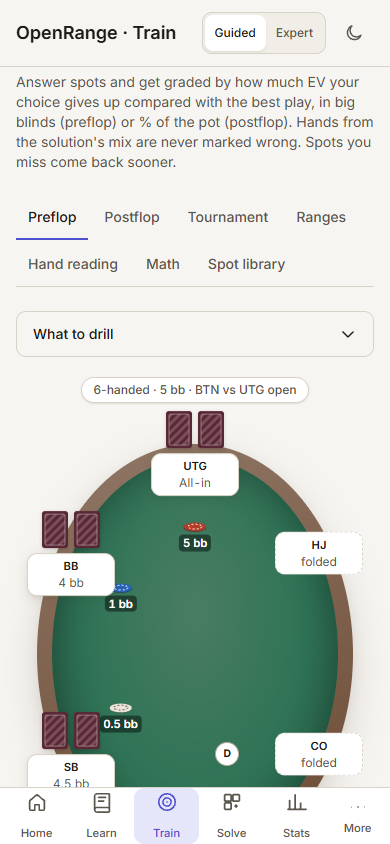 OpenRange · Train
Guided
Expert
Answer spots and get graded by how much EV your
choice gives up compared with the best play, in big
blinds (preflop) or % of the pot (postflop). Hands from
the solution's mix are never marked wrong. Spots you
miss come back sooner.
Preflop
Postflop
Tournament
Ranges
Hand reading
Math
Spot library
What to drill
6-handed · 5 bb · BTN vs UTG open
UTG
All-in
5 bb
HJ
folded
BB
4 bb
1 bb
0.5 bb
SB
4.5 bb
D
CO
folded
Home
Learn
Train
Solve
Stats
More